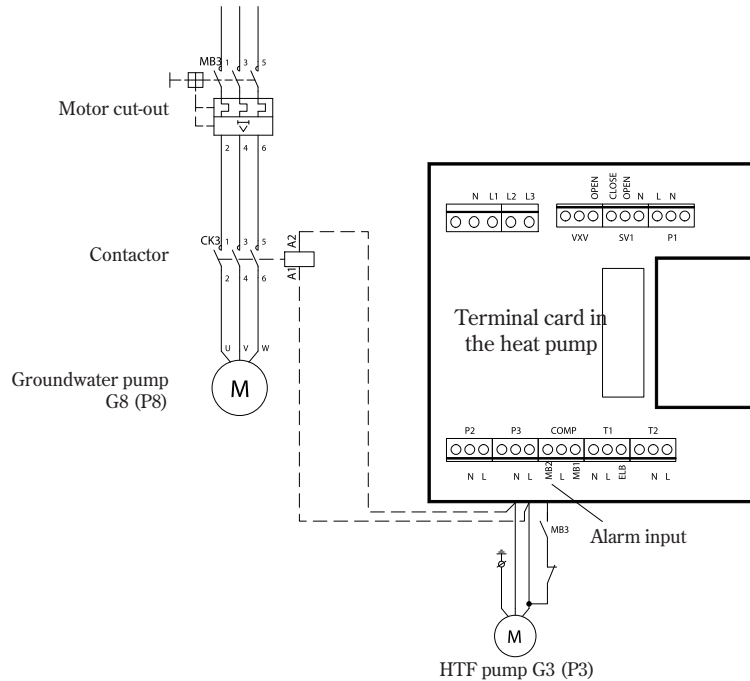 MB3 1 3 5
Motor cut-out
2 4 6
CK3 1 3 5
A2
Contactor
A1
2 4 6
U V W
M
Groundwater pump
G8 (P8)
N L1 L2 L3
OPEN CLOSE OPEN N L N
VXV SV1 P1
Terminal card in
the heat pump
P2 P3 COMP T1 T2
N L N L MB2 L MB1 N L ELB N L
MB3
Alarm input
M
HTF pump G3 (P3)